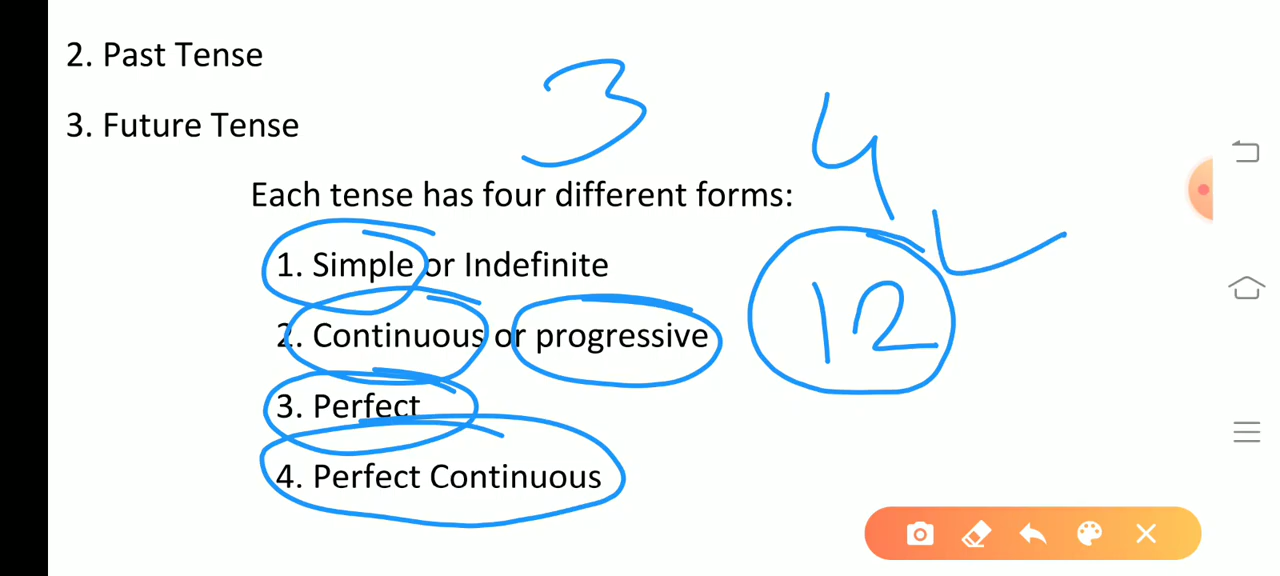 2. Past Tense
3
4
3. Future Tense
Each tense has four different forms:
1. Simple or Indefinite
12
2. Continuous or progressive
3. Perfect
4. Perfect Continuous